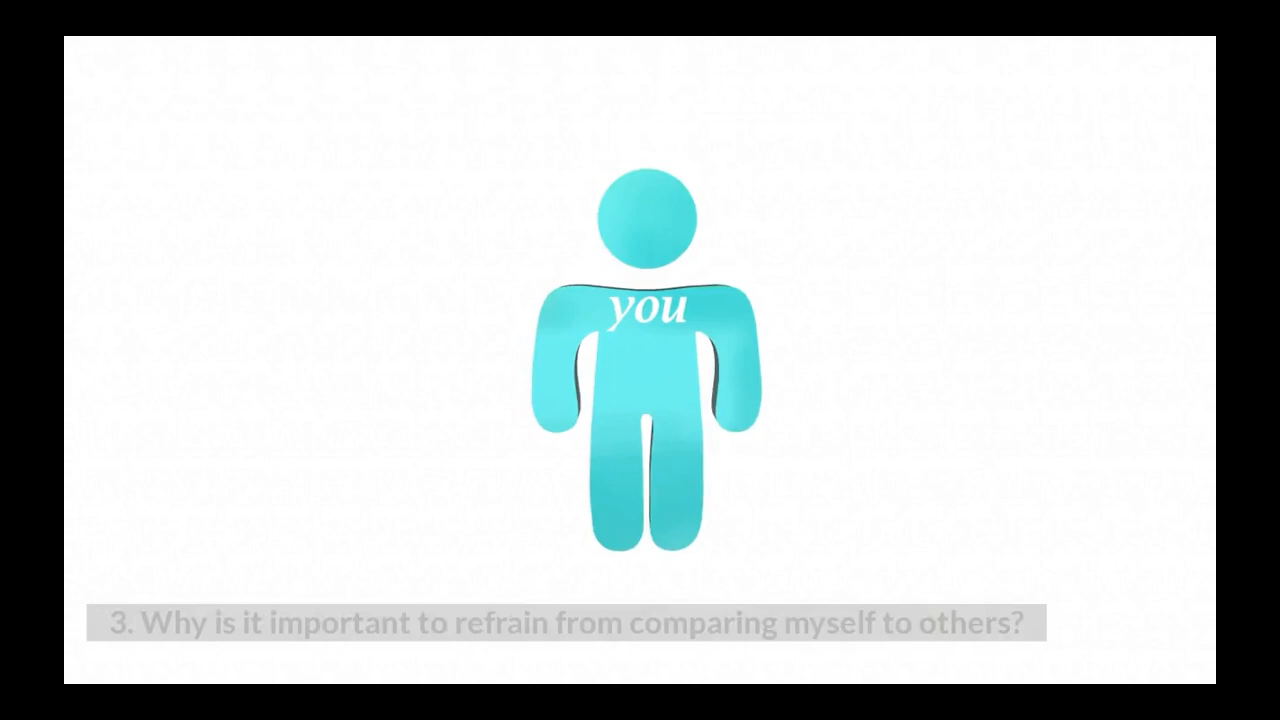 you
3. Why is it important to refrain from comparing myself to others?